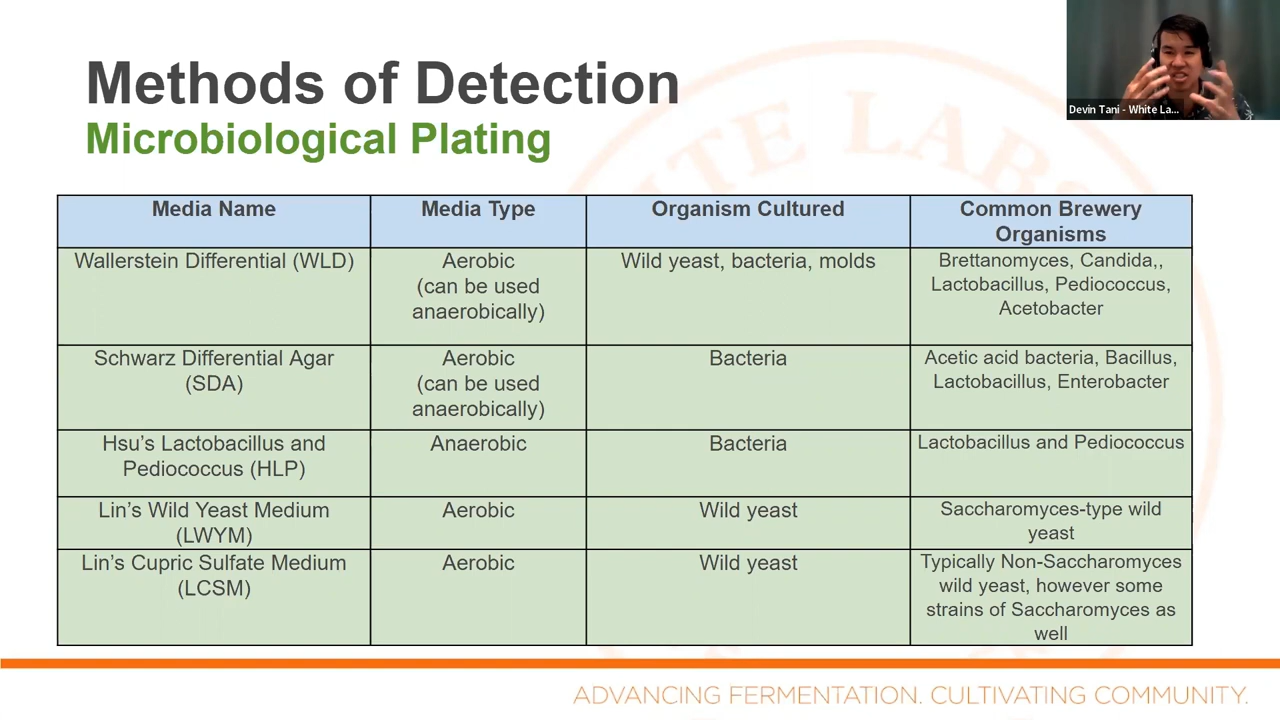 Methods of Detection
Microbiological Plating
Devin Tani - White La...
WHITE LABS
Media Name
Media Type
Organism Cultured
Common Brewery
Organisms
Wallerstein Differential (WLD)
Aerobic
(can be used
anaerobically)
Wild yeast, bacteria, molds
Brettanomyces, Candida,,
Lactobacillus, Pediococcus,
Acetobacter
Schwarz Differential Agar
(SDA)
Aerobic
(can be used
anaerobically)
Bacteria
Acetic acid bacteria, Bacillus,
Lactobacillus, Enterobacter
Hsu's Lactobacillus and
Pediococcus (HLP)
Anaerobic
Bacteria
Lactobacillus and Pediococcus
Lin's Wild Yeast Medium
(LWYM)
Aerobic
Wild yeast
Saccharomyces-type wild
yeast
Lin's Cupric Sulfate Medium
(LCSM)
Aerobic
Wild yeast
Typically Non-Saccharomyces
wild yeast, however some
strains of Saccharomyces as
well
ADVANCING FERMENTATION. CULTIVATING COMMUNITY.